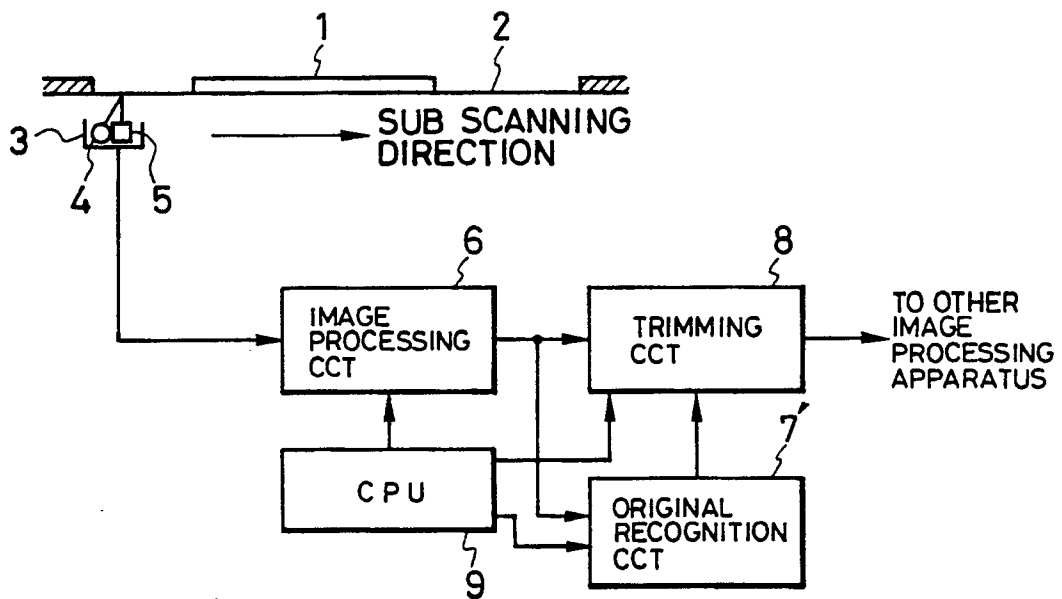 1
2
3
4
5
SUB SCANNING
DIRECTION
6
8
IMAGE
PROCESSING
CCT
TRIMMING
CCT
TO OTHER
IMAGE
PROCESSING
APPARATUS
7'
CPU
ORIGINAL
RECOGNITION
CCT
9